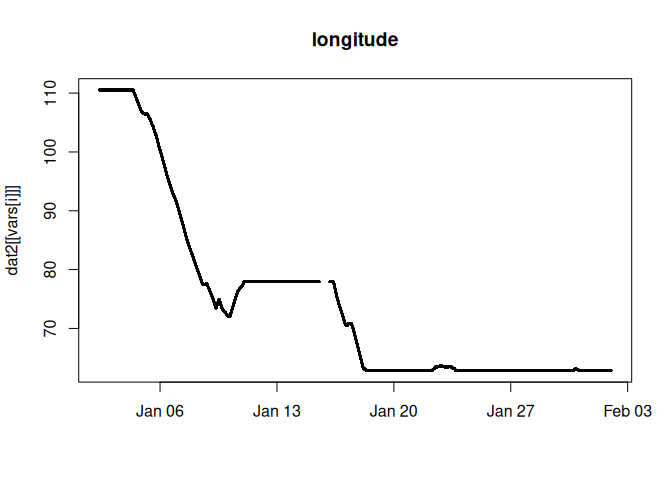 longitude
dat2[[vars[i]]]
110
100
90
80
70
Jan 06
Jan 13
Jan 20
Jan 27
Feb 03